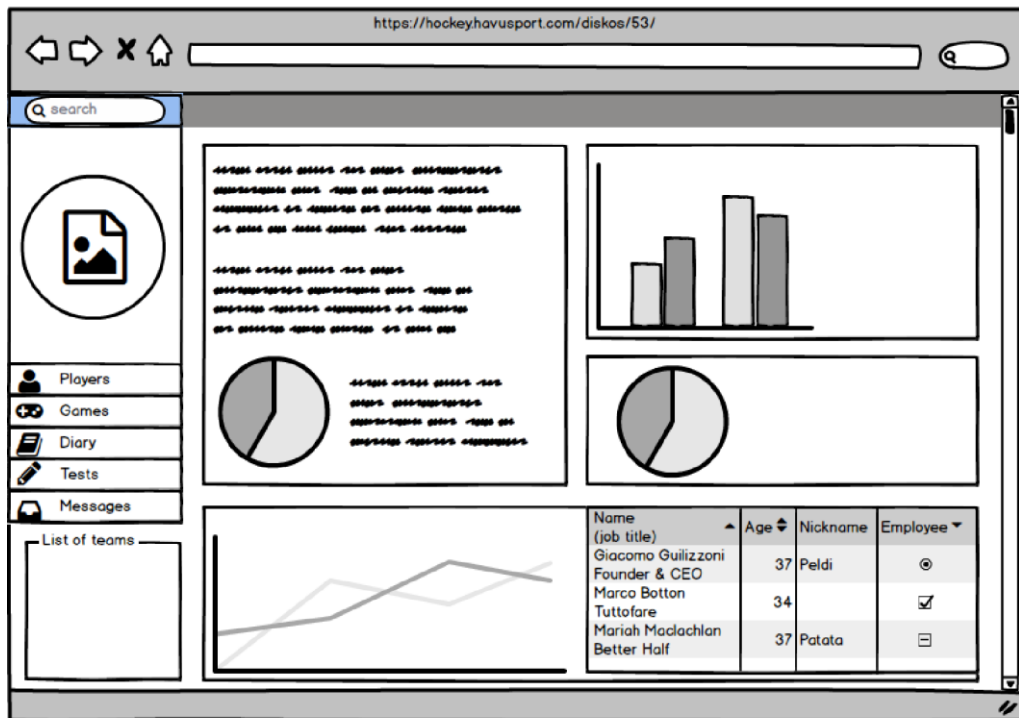 https://hockey.havusport.com/diskos/53/
search
Players
Games
Diary
Tests
Messages
List of teams
Name
(job title)
Age
Nickname
Employee
Giacomo Guilizzoni
Founder & CEO
37
Peldi
Marco Botton
Tuttofare
34
Mariah Maclachlan
Better Half
37
Patata